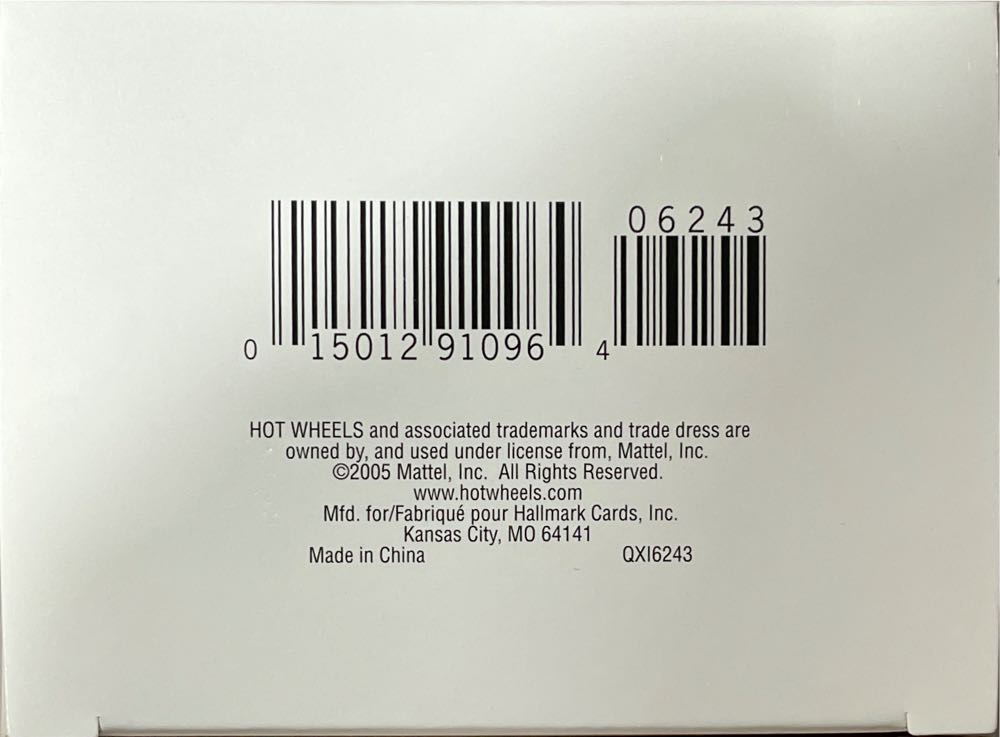 06243
0 15012 91096 4
HOT WHEELS and associated trademarks and trade dress are
owned by, and used under license from, Mattel, Inc.
©2005 Mattel, Inc. All Rights Reserved.
www.hotwheels.com
Mfd. for/Fabriqué pour Hallmark Cards, Inc.
Kansas City, MO 64141
Made in China QXI6243